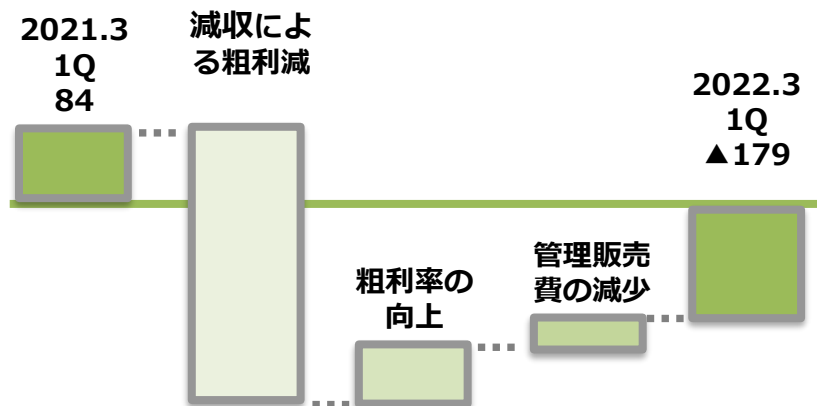 2021.3
1Q
84
減収によ
る粗利減
粗利率の
向上
管理販売
費の減少
2022.3
1Q
▲179